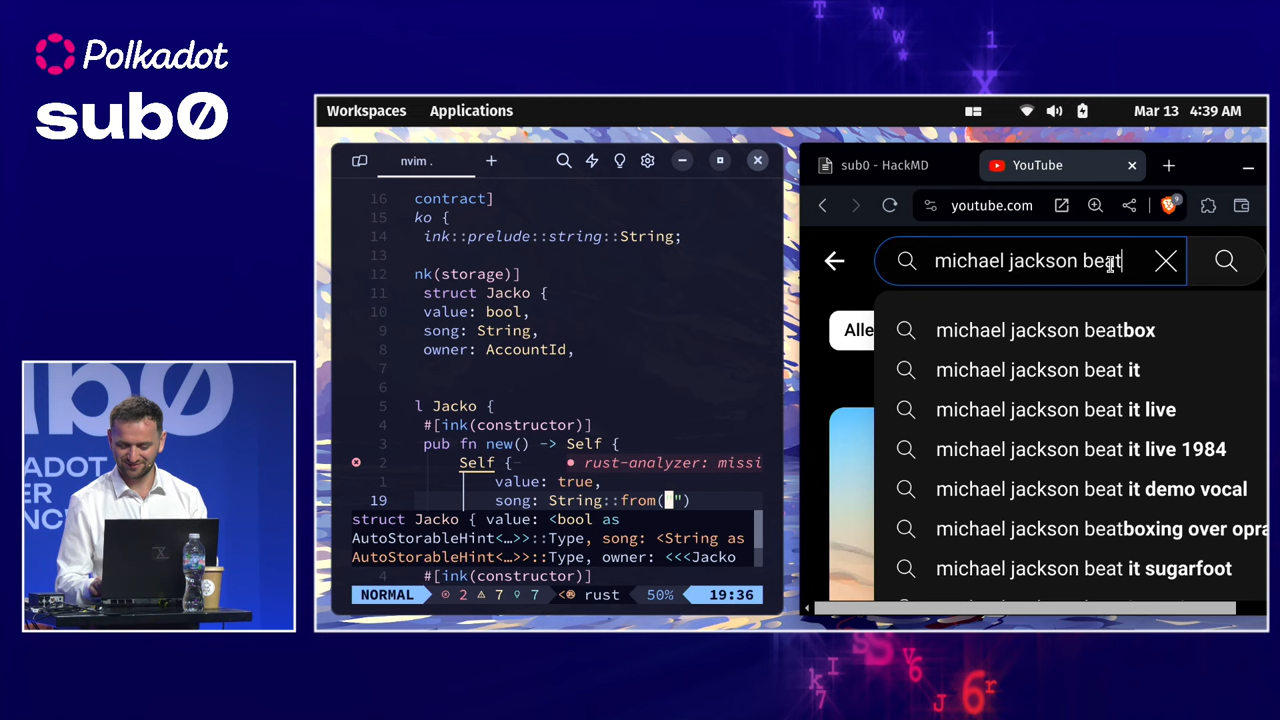 Polkadot
sub0
Workspaces Applications Mar 13 4:39 AM
nvim .
16 contract]
15 ko {
14 ink::prelude::string::String;
13
12 nk(storage)]
11 struct Jacko {
10 value: bool,
9 song: String,
8 owner: AccountId,
7
6
5 l Jacko {
4 #[ink(constructor)]
3 pub fn new() -> Self {
2 Self { rust-analyzer: missi
1 value: true,
19 song: String::from("")
struct Jacko { value: <bool as
AutoStorableHint<…>>::Type, song: <String as
AutoStorableHint<…>>::Type, owner: <<<Jacko
4 #[ink(constructor)]
NORMAL 2 7 7 rust 50% 19:36
sub0 - HackMD YouTube
youtube.com 9
michael jackson beat
Alle
michael jackson beatbox
michael jackson beat it
michael jackson beat it live
michael jackson beat it live 1984
michael jackson beat it demo vocal
michael jackson beatboxing over opra
michael jackson beat it sugarfoot
T
w
w
*
1
X
k
7
I
S
V
6
J
6
r